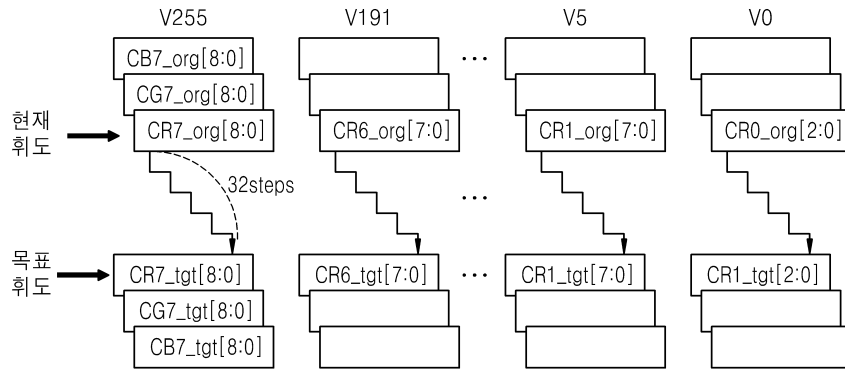 V255 V191 V5 V0
CB7_org[8:0]
CG7_org[8:0]
현재
휘도
CR7_org[8:0] CR6_org[7:0] CR1_org[7:0] CR0_org[2:0]
32steps
목표
휘도
CR7_tgt[8:0] CR6_tgt[7:0] CR1_tgt[7:0] CR1_tgt[2:0]
CG7_tgt[8:0]
CB7_tgt[8:0]